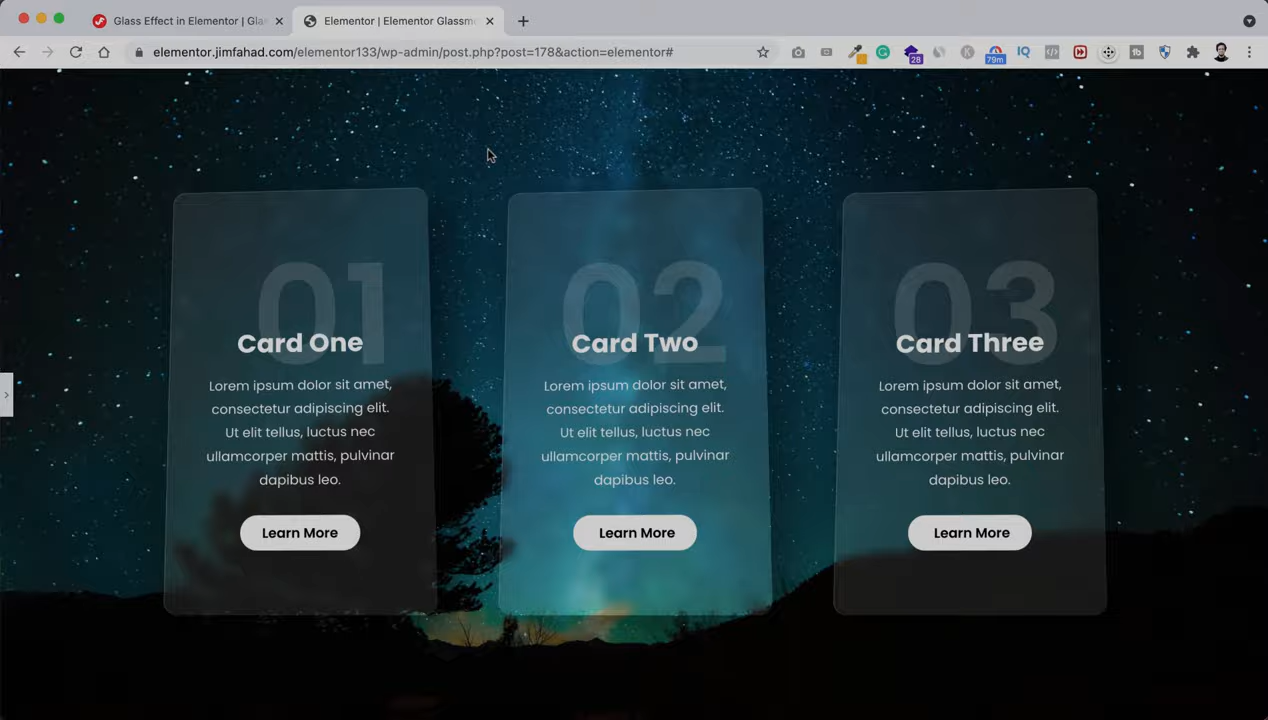 Glass Effect in Elementor | Gla
Elementor | Elementor Glassm
elementor.jimfahad.com/elementor133/wp-admin/post.php?post=178&action=elementor#
28
79m
IQ
01
Card One
Lorem ipsum dolor sit amet,
consectetur adipiscing elit.
Ut elit tellus, luctus nec
ullamcorper mattis, pulvinar
dapibus leo.
Learn More
02
Card Two
Lorem ipsum dolor sit amet,
consectetur adipiscing elit.
Ut elit tellus, luctus nec
ullamcorper mattis, pulvinar
dapibus leo.
Learn More
03
Card Three
Lorem ipsum dolor sit amet,
consectetur adipiscing elit.
Ut elit tellus, luctus nec
ullamcorper mattis, pulvinar
dapibus leo.
Learn More